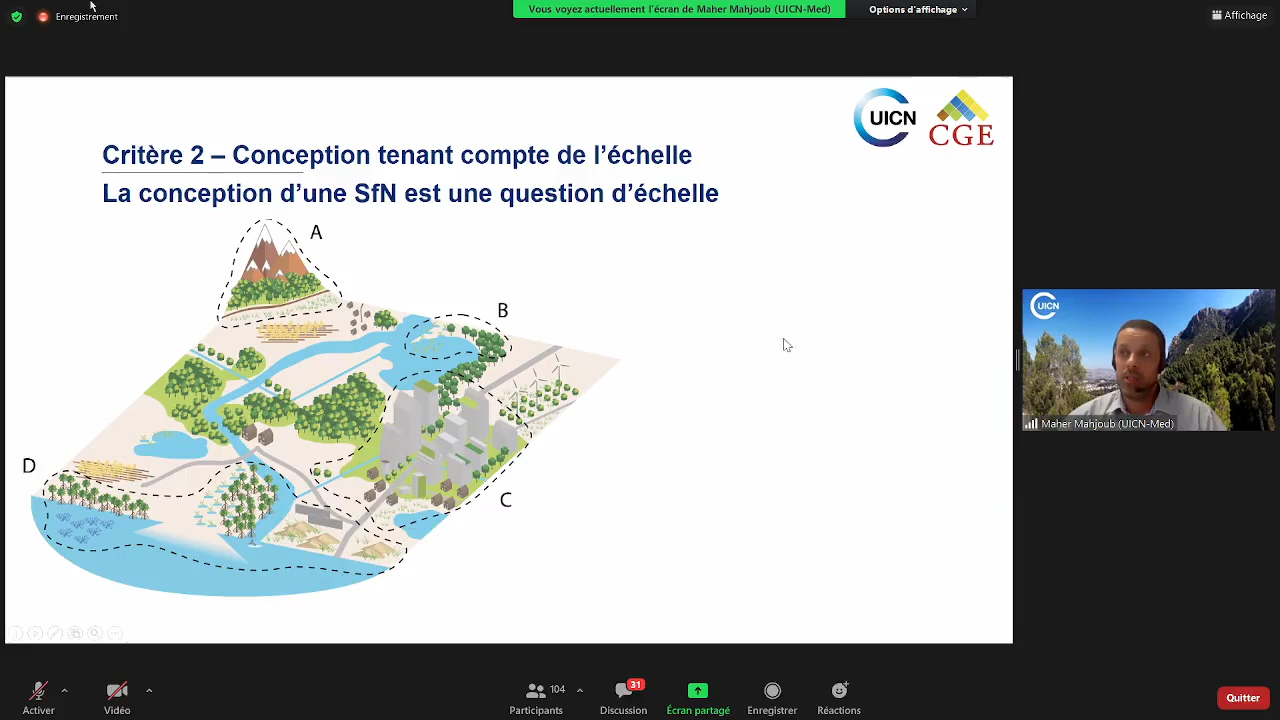 Enregistrement
Vous voyez actuellement l'écran de Maher Mahjoub (UICN-Med)
Options d'affichage
Affichage
UICN
CGE
Critère 2 – Conception tenant compte de l'échelle
La conception d'une SfN est une question d'échelle
A
B
D
C
UICN
Maher Mahjoub (UICN-Med)
Activer
Vidéo
104
Participants
31
Discussion
Écran partagé
Enregistrer
Réactions
Quitter